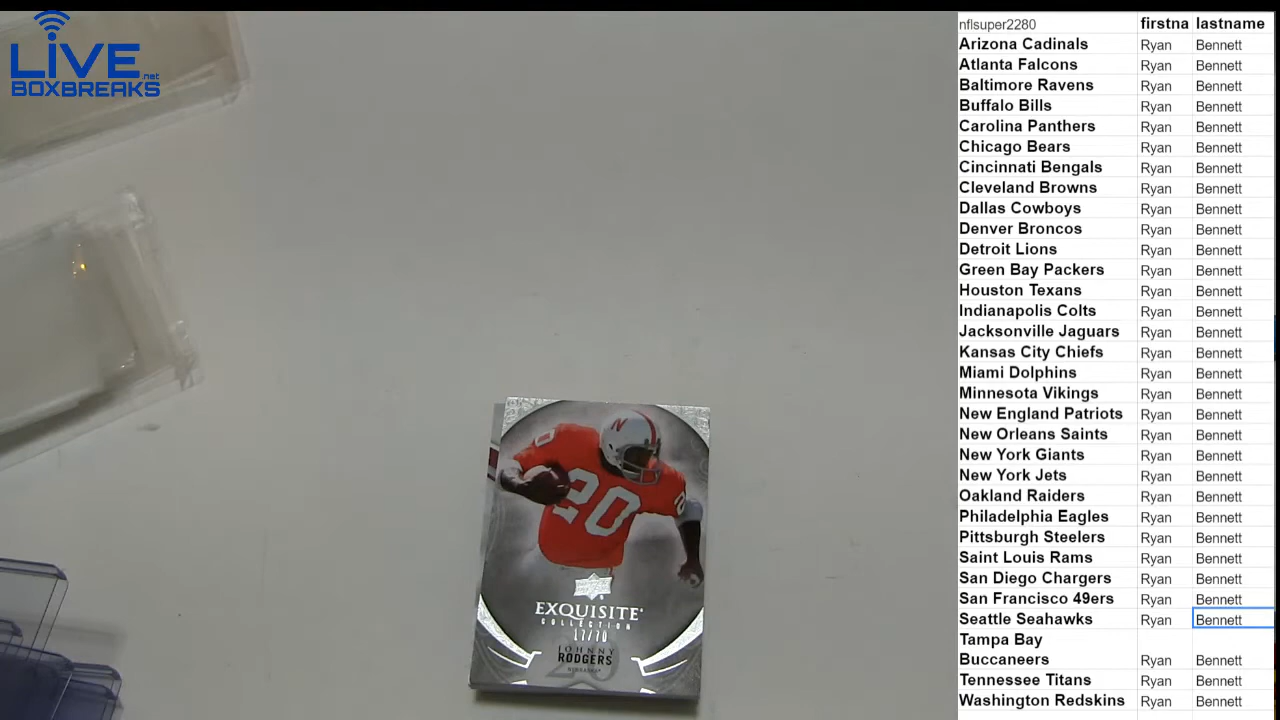 LIVE
.net
BOXBREAKS
nflsuper2280 firstna lastname
Arizona Cadinals Ryan Bennett
Atlanta Falcons Ryan Bennett
Baltimore Ravens Ryan Bennett
Buffalo Bills Ryan Bennett
Carolina Panthers Ryan Bennett
Chicago Bears Ryan Bennett
Cincinnati Bengals Ryan Bennett
Cleveland Browns Ryan Bennett
Dallas Cowboys Ryan Bennett
Denver Broncos Ryan Bennett
Detroit Lions Ryan Bennett
Green Bay Packers Ryan Bennett
Houston Texans Ryan Bennett
Indianapolis Colts Ryan Bennett
Jacksonville Jaguars Ryan Bennett
Kansas City Chiefs Ryan Bennett
Miami Dolphins Ryan Bennett
Minnesota Vikings Ryan Bennett
New England Patriots Ryan Bennett
New Orleans Saints Ryan Bennett
New York Giants Ryan Bennett
New York Jets Ryan Bennett
Oakland Raiders Ryan Bennett
Philadelphia Eagles Ryan Bennett
Pittsburgh Steelers Ryan Bennett
Saint Louis Rams Ryan Bennett
San Diego Chargers Ryan Bennett
San Francisco 49ers Ryan Bennett
Seattle Seahawks Ryan Bennett
Tampa Bay
Buccaneers Ryan Bennett
Tennessee Titans Ryan Bennett
Washington Redskins Ryan Bennett
N
20
20
20
EXQUISITE
COLLECTION
17/70
JOHNNY
RODGERS